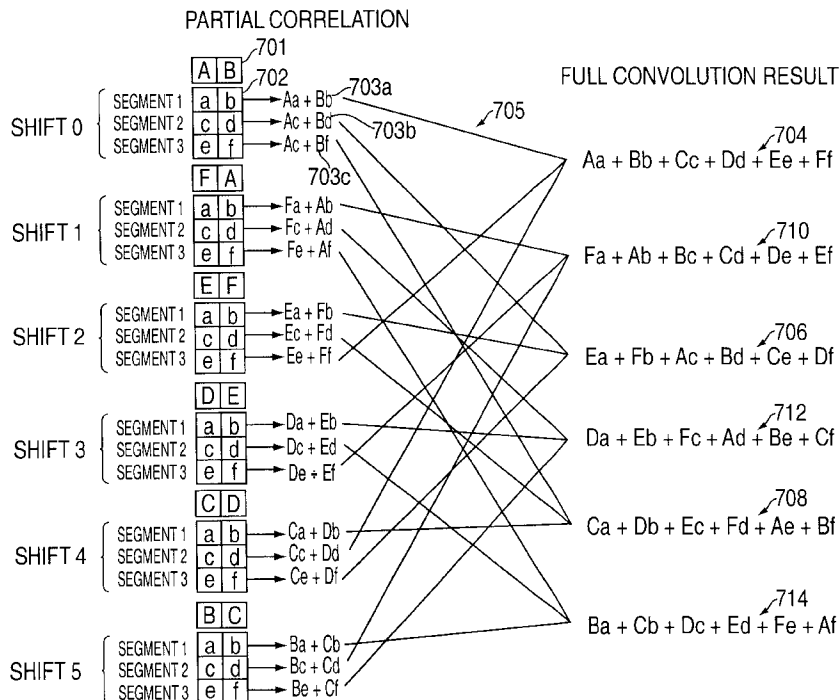 PARTIAL CORRELATION
FULL CONVOLUTION RESULT
701
A B
702
SHIFT 0
SEGMENT 1 a b Aa + Bb 703a
SEGMENT 2 c d Ac + Bd 703b
SEGMENT 3 e f Ac + Bf 703c
705
F A
SHIFT 1
SEGMENT 1 a b Fa + Ab
SEGMENT 2 c d Fc + Ad
SEGMENT 3 e f Fe + Af
E F
SHIFT 2
SEGMENT 1 a b Ea + Fb
SEGMENT 2 c d Ec + Fd
SEGMENT 3 e f Ee + Ff
D E
SHIFT 3
SEGMENT 1 a b Da + Eb
SEGMENT 2 c d Dc + Ed
SEGMENT 3 e f De + Ef
C D
SHIFT 4
SEGMENT 1 a b Ca + Db
SEGMENT 2 c d Cc + Dd
SEGMENT 3 e f Ce + Df
B C
SHIFT 5
SEGMENT 1 a b Ba + Cb
SEGMENT 2 c d Bc + Cd
SEGMENT 3 e f Be + Cf
704
Aa + Bb + Cc + Dd + Ee + Ff
710
Fa + Ab + Bc + Cd + De + Ef
706
Ea + Fb + Ac + Bd + Ce + Df
712
Da + Eb + Fc + Ad + Be + Cf
708
Ca + Db + Ec + Fd + Ae + Bf
714
Ba + Cb + Dc + Ed + Fe + Af